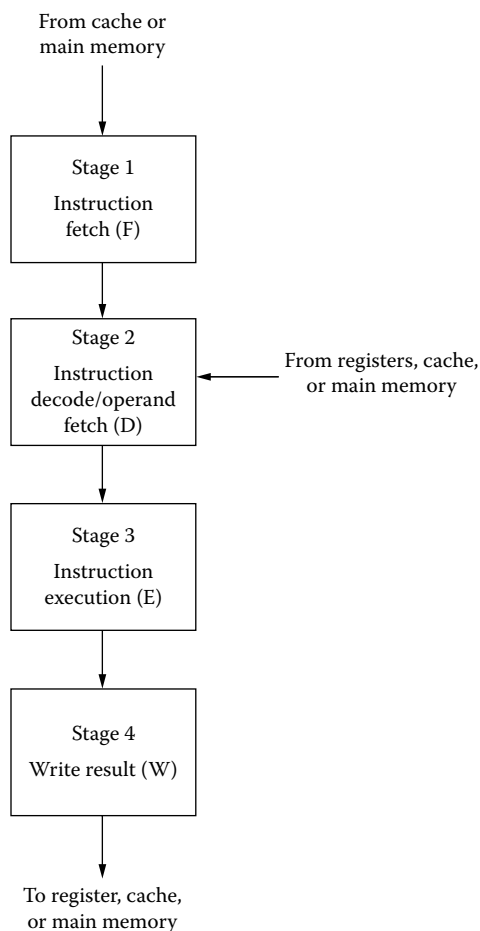 From cache or
main memory
Stage 1
Instruction
fetch (F)
Stage 2
Instruction
decode/operand
fetch (D)
From registers, cache,
or main memory
Stage 3
Instruction
execution (E)
Stage 4
Write result (W)
To register, cache,
or main memory